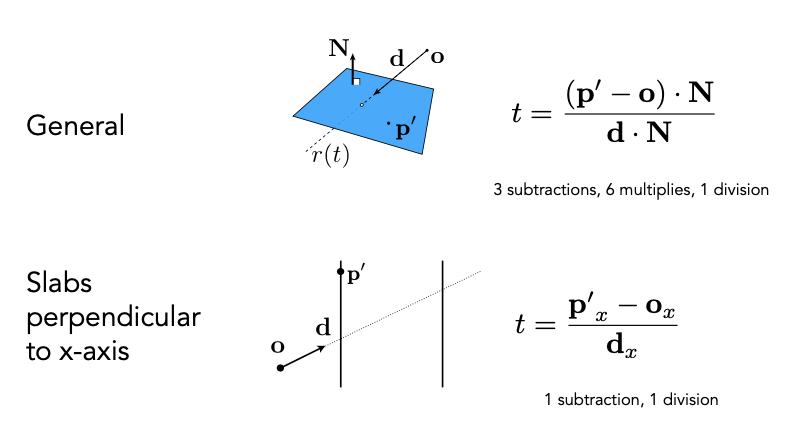 General
N
d
o
p′
r(t)
t = (p′ − o) · N / d · N
3 subtractions, 6 multiplies, 1 division
Slabs
perpendicular
to x-axis
p′
d
o
t = p′ₓ − oₓ / dₓ
1 subtraction, 1 division